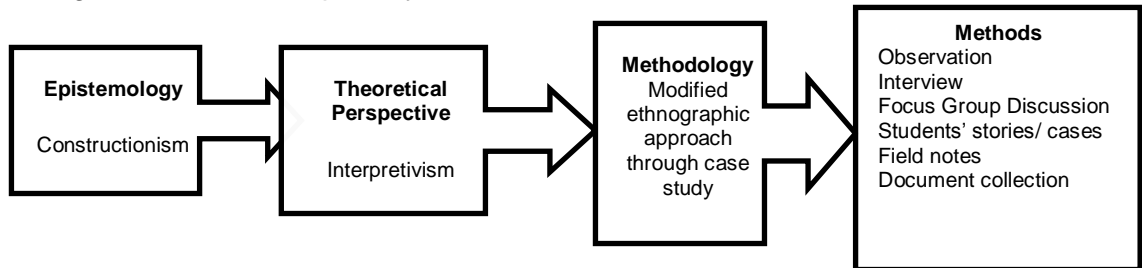 Epistemology
Constructionism
Theoretical
Perspective
Interpretivism
Methodology
Modified
ethnographic
approach
through case
study
Methods
Observation
Interview
Focus Group Discussion
Students’ stories/ cases
Field notes
Document collection